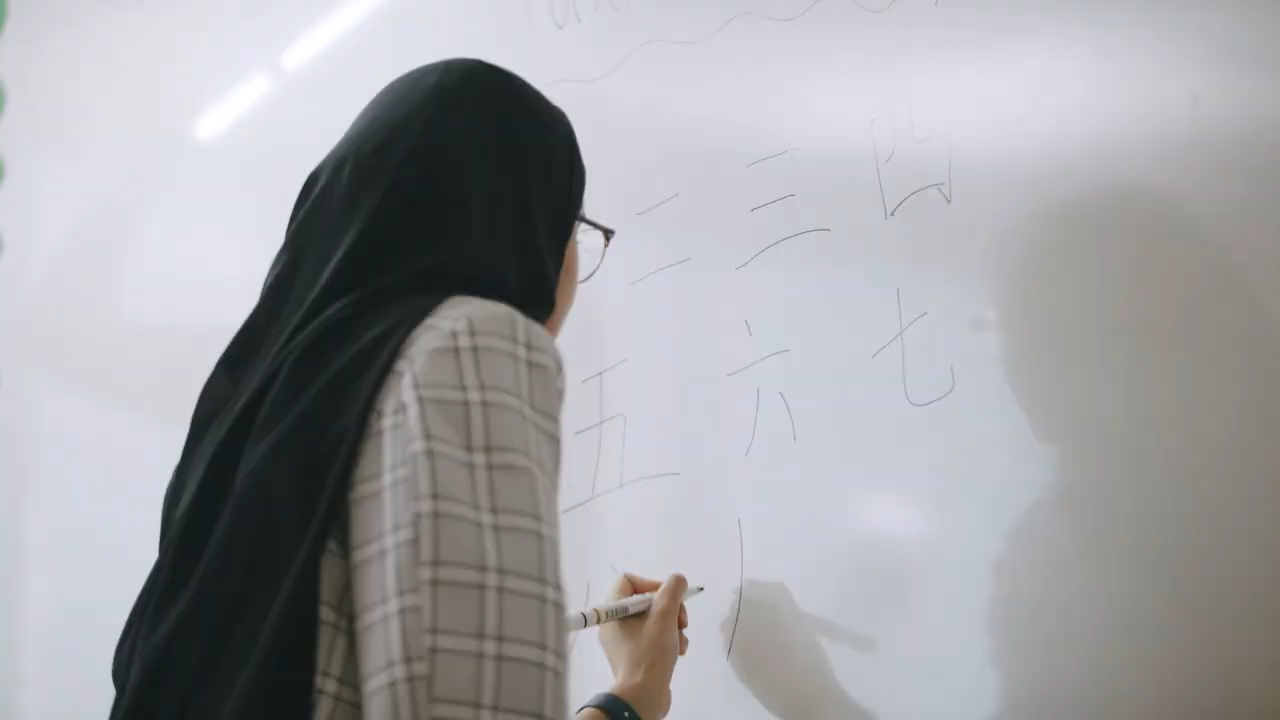 二 三 四
五 六 七